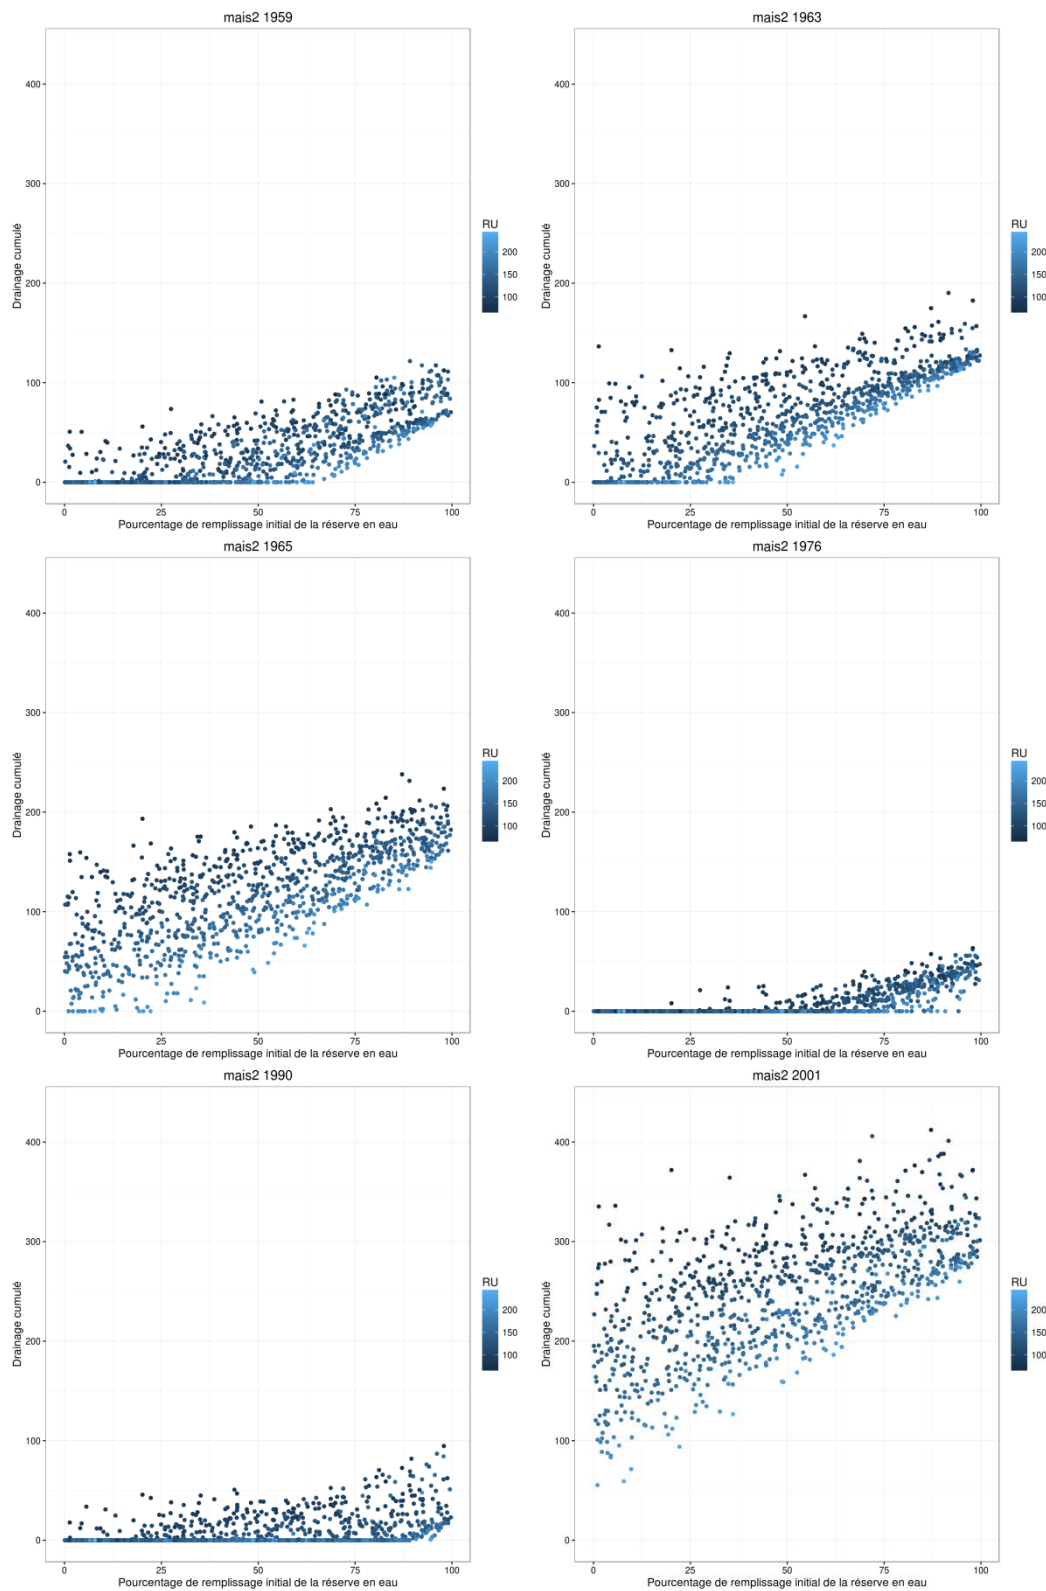 mais2 1959
400
300
200
100
0
Drainage cumulé
0 25 50 75 100
Pourcentage de remplissage initial de la réserve en eau
RU
200
150
100
mais2 1963
400
300
200
100
0
Drainage cumulé
0 25 50 75 100
Pourcentage de remplissage initial de la réserve en eau
RU
200
150
100
mais2 1965
400
300
200
100
0
Drainage cumulé
0 25 50 75 100
Pourcentage de remplissage initial de la réserve en eau
RU
200
150
100
mais2 1976
400
300
200
100
0
Drainage cumulé
0 25 50 75 100
Pourcentage de remplissage initial de la réserve en eau
RU
200
150
100
mais2 1990
400
300
200
100
0
Drainage cumulé
0 25 50 75 100
Pourcentage de remplissage initial de la réserve en eau
RU
200
150
100
mais2 2001
400
300
200
100
0
Drainage cumulé
0 25 50 75 100
Pourcentage de remplissage initial de la réserve en eau
RU
200
150
100